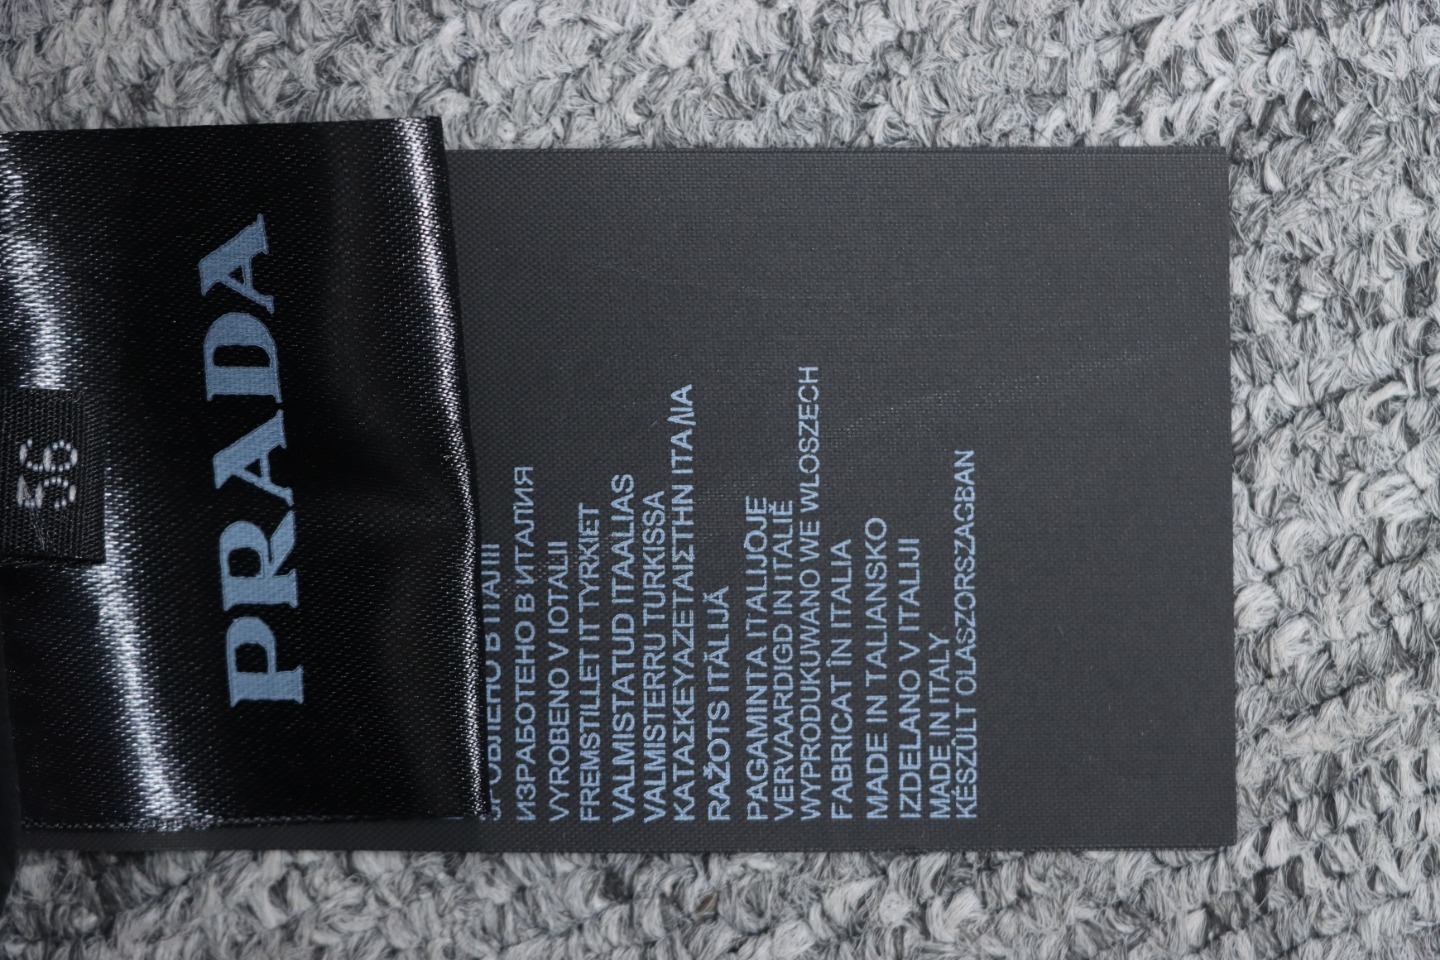 56
PRADA
ИЗРАБОТЕНО В ИТАЛИЯ
VYROBENO V IOTALII
FREMSTILLET IT TYRKIET
VALMISTATUD ITAALIAS
VALMISTERRU TURKISSA
ΚΑΤΑΣΚΕΥΑΖΕΤΑΙΣΤΗΝ ΙΤΑΛΙΑ
RAŽOTS ITĀLIJĀ
PAGAMINTA ITALIJOJE
VERVAARDIGD IN ITALIË
WYPRODUKUWANO WE WLOSZECH
FABRICAT ÎN ITALIA
MADE IN TALIANSKO
IZDELANO V ITALIJI
MADE IN ITALY
KÉSZÜLT OLASZORSZAGBAN